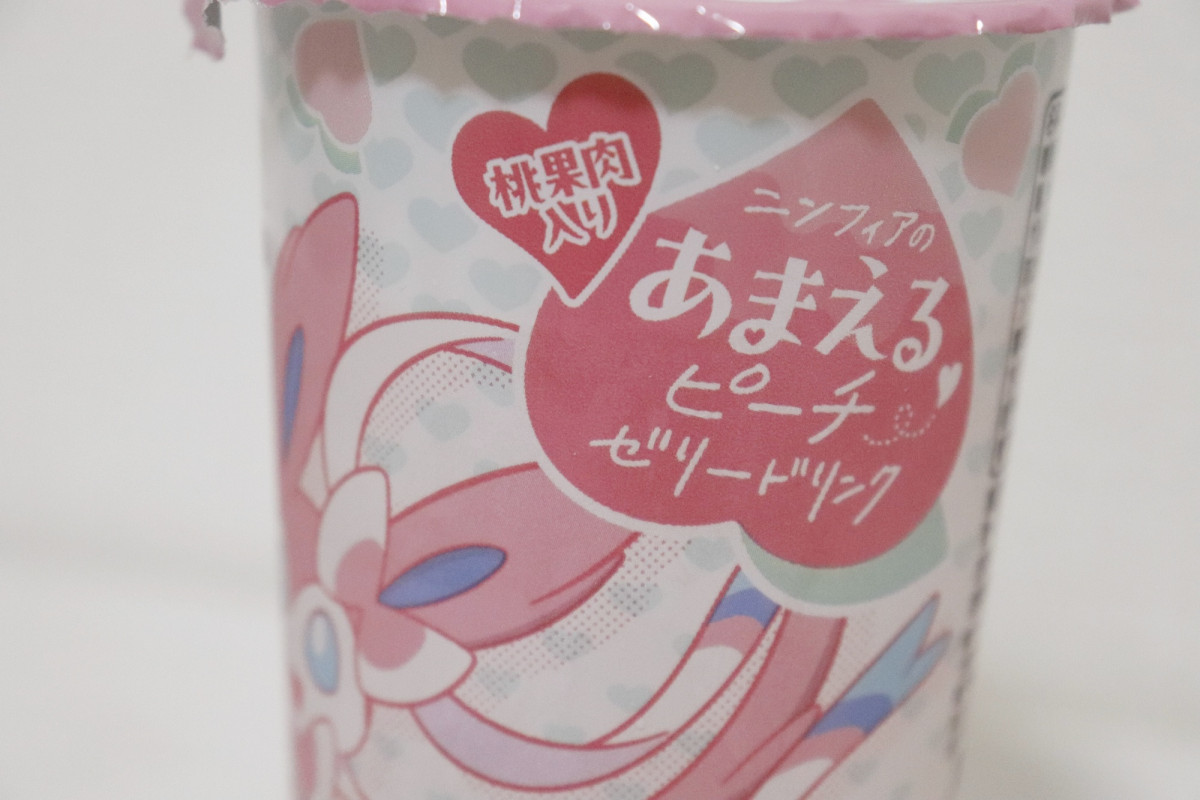 桃果肉
入り
ニンフィアの
あまえる
ピーチ
ゼリードリンク